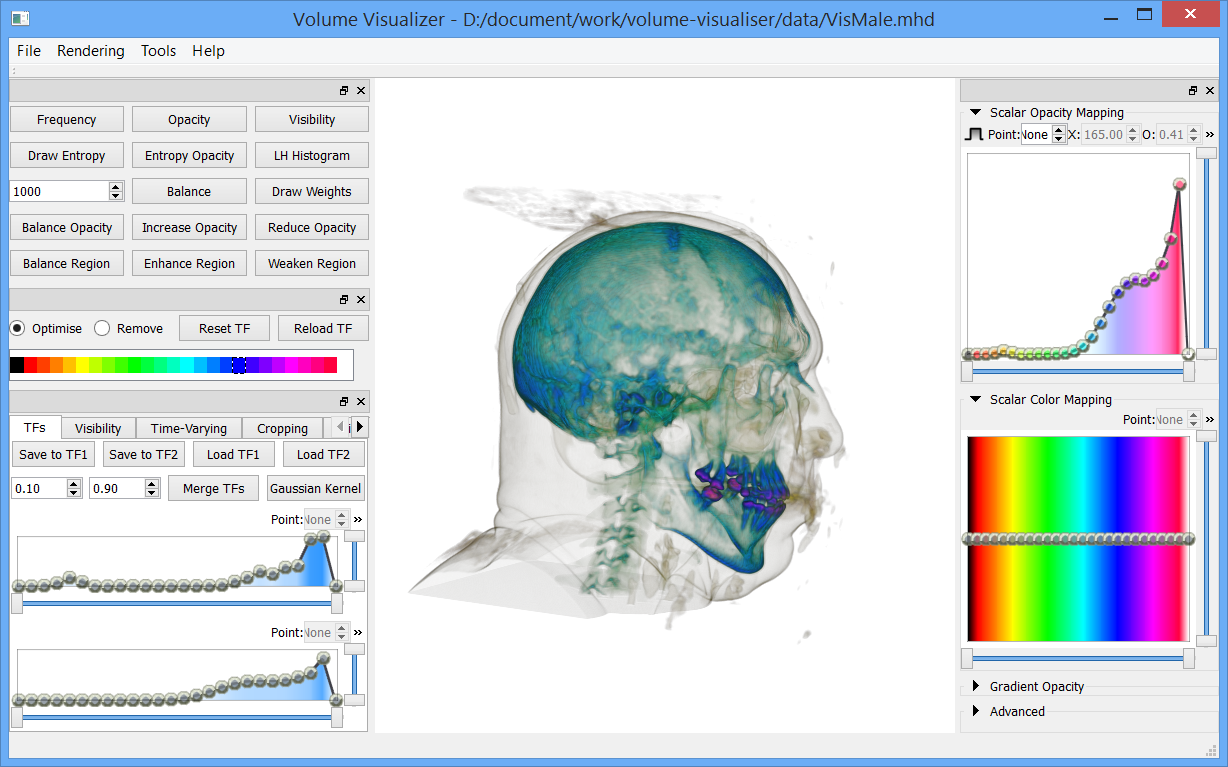 Volume Visualizer - D:/document/work/volume-visualiser/data/VisMale.mhd
File Rendering Tools Help
Frequency Opacity Visibility
Draw Entropy Entropy Opacity LH Histogram
1000 Balance Draw Weights
Balance Opacity Increase Opacity Reduce Opacity
Balance Region Enhance Region Weaken Region
Optimise Remove Reset TF Reload TF
TFs Visibility Time-Varying Cropping
Save to TF1 Save to TF2 Load TF1 Load TF2
0.10 0.90 Merge TFs Gaussian Kernel
Point: None »
Point: None »
Scalar Opacity Mapping
Point: None X: 165.00 O: 0.41 »
Scalar Color Mapping
Point: None »
Gradient Opacity
Advanced